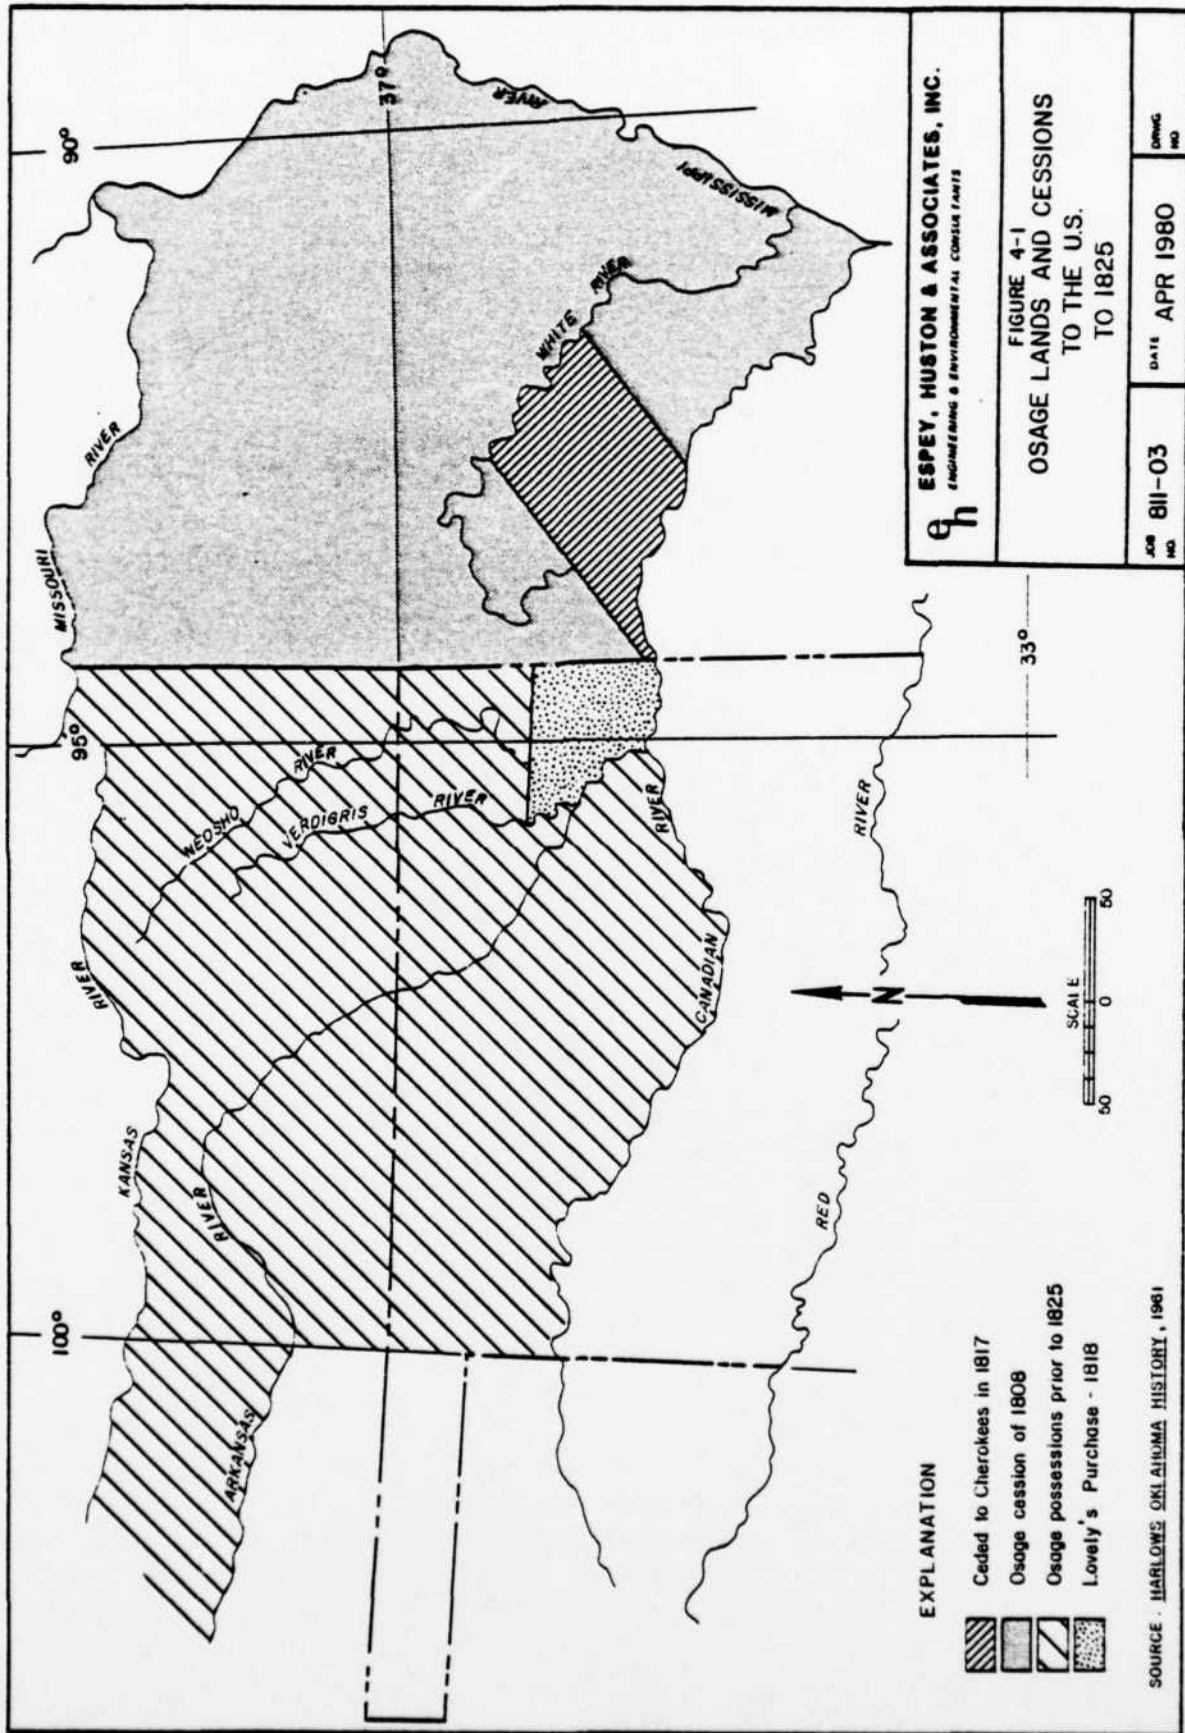 90°
37°
95°
100°
33°
MISSOURI
RIVER
RIVER
MISSISSIPPI
WHITE RIVER
NEOSHO
RIVER
VERDIGRIS
RIVER
KANSAS
RIVER
ARKANSAS
RIVER
CANADIAN
RIVER
RED
RIVER
N
SCALE
50 0 50
EXPLANATION
Ceded to Cherokees in 1817
Osage cession of 1808
Osage possessions prior to 1825
Lovely's Purchase - 1818
SOURCE: HARLOWS OKLAHOMA HISTORY, 1961
eh ESPEY, HUSTON & ASSOCIATES, INC.
ENGINEERING & ENVIRONMENTAL CONSULTANTS
FIGURE 4-1
OSAGE LANDS AND CESSIONS
TO THE U.S.
TO 1825
JOB NO. 811-03
DATE APR 1980
DRWG NO